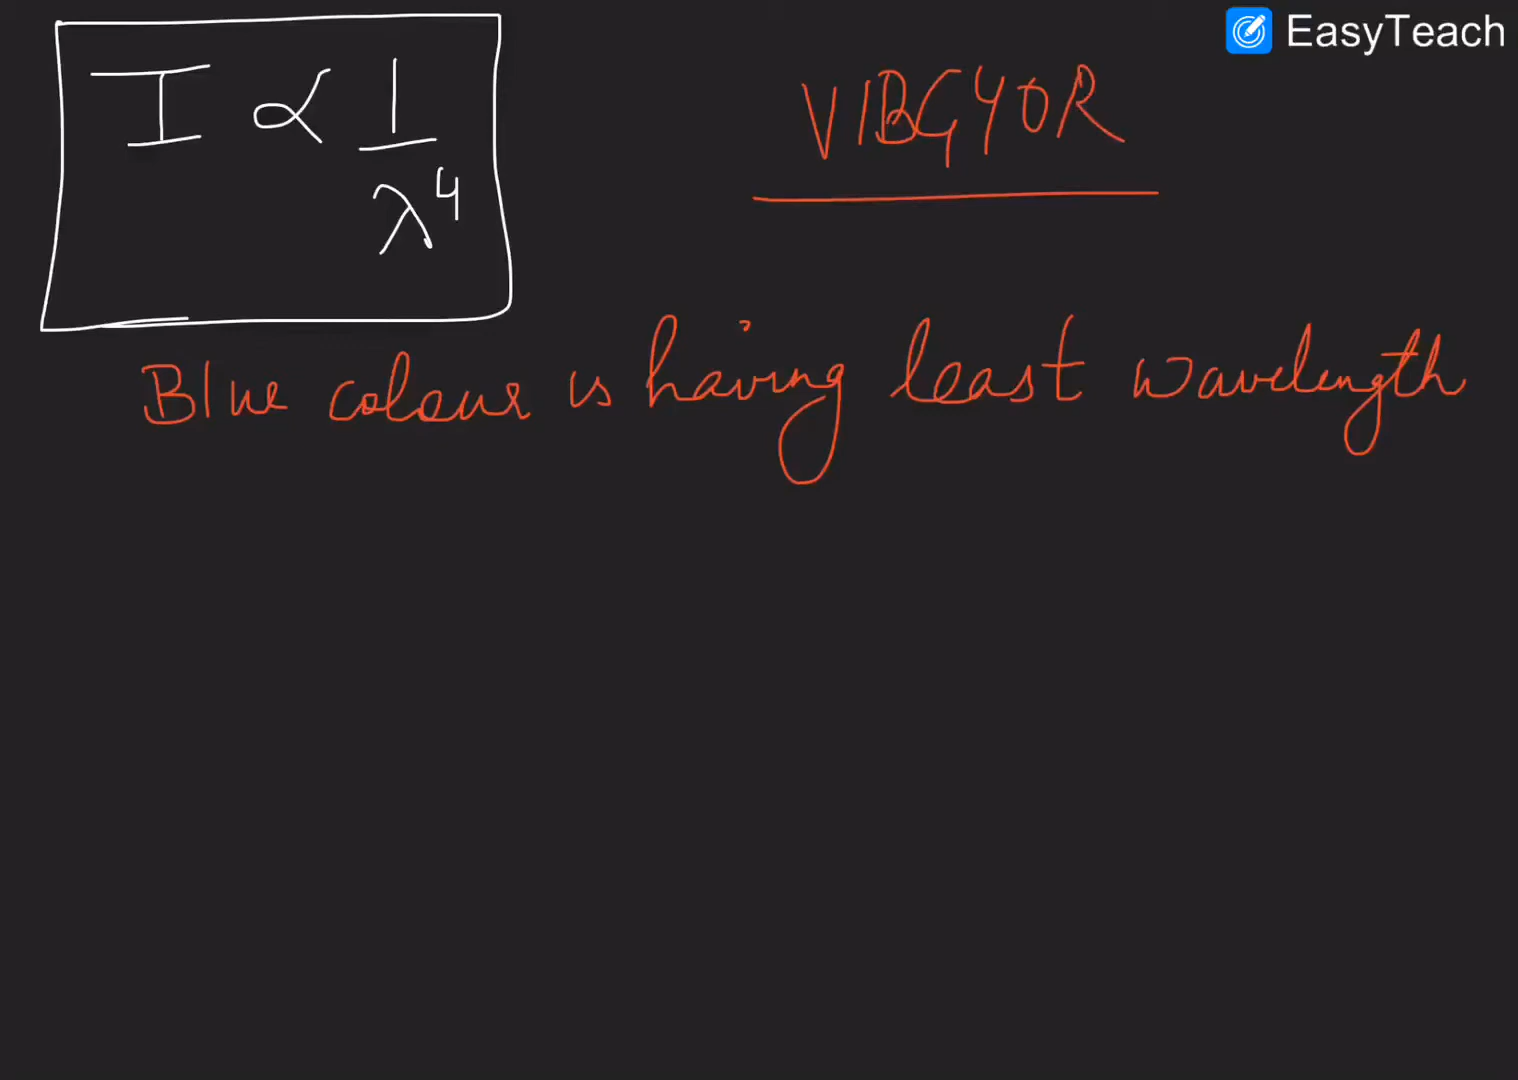 EasyTeach
I ∝ 1/λ⁴
VIBGYOR
Blue colour is having least wavelength